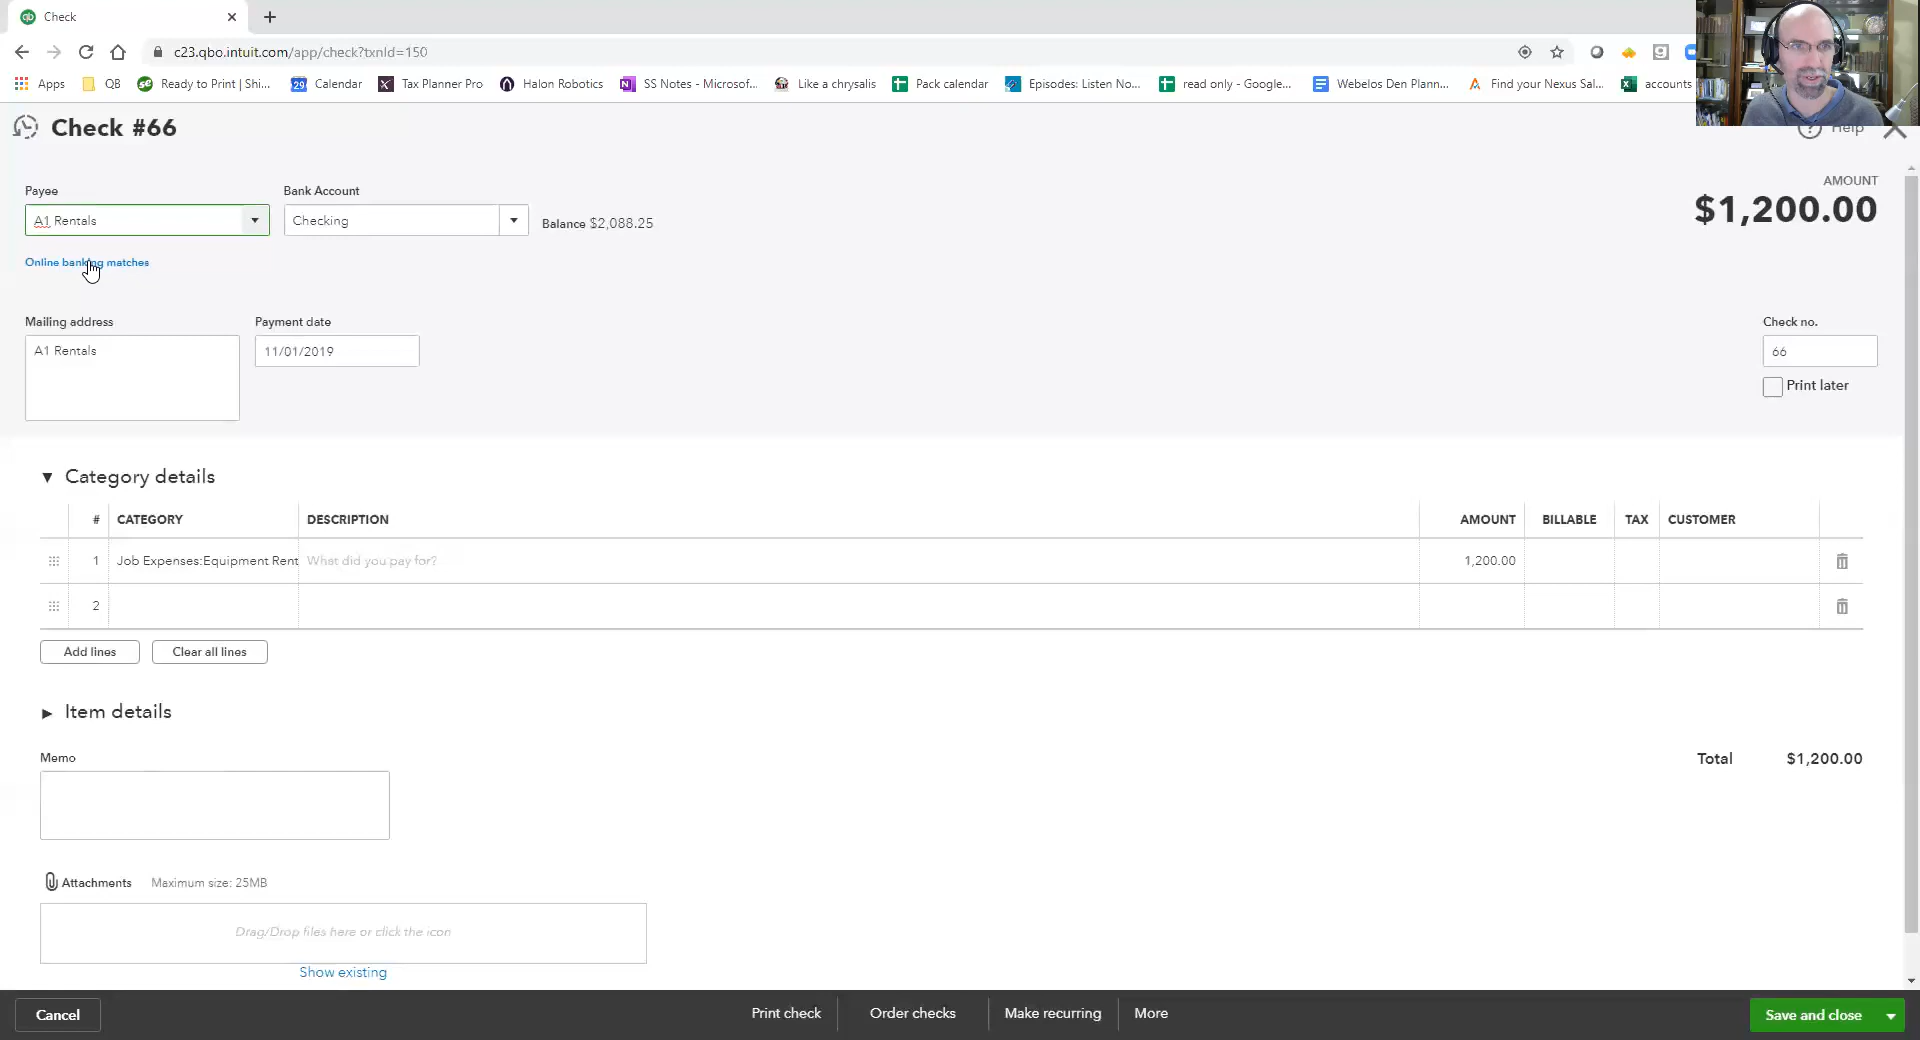 Check
c23.qbo.intuit.com/app/check?txnId=150
Apps QB Ready to Print | Shi... Calendar Tax Planner Pro Halon Robotics SS Notes - Microsof... Like a chrysalis Pack calendar Episodes: Listen No... read only - Google... Webelos Den Plann... Find your Nexus Sal... accounts
Check #66
Help
Payee Bank Account AMOUNT
A1 Rentals Checking Balance $2,088.25 $1,200.00
Online banking matches
Mailing address Payment date Check no.
A1 Rentals 11/01/2019 66
Print later
Category details
# CATEGORY DESCRIPTION AMOUNT BILLABLE TAX CUSTOMER
1 Job Expenses:Equipment Rent What did you pay for? 1,200.00
2
Add lines Clear all lines
Item details
Memo Total $1,200.00
Attachments Maximum size: 25MB
Drag/Drop files here or click the icon
Show existing
Cancel Print check Order checks Make recurring More Save and close